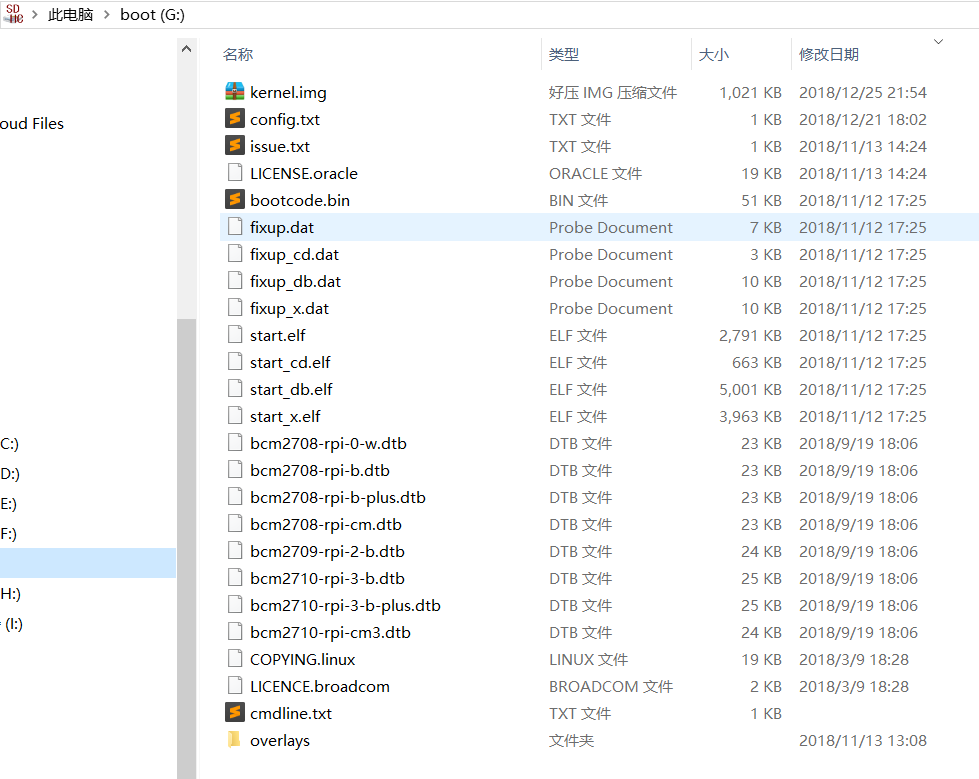 SD HC > 此电脑 > boot (G:)
名称 类型 大小 修改日期
kernel.img 好压 IMG 压缩文件 1,021 KB 2018/12/25 21:54
oud Files config.txt TXT 文件 1 KB 2018/12/21 18:02
issue.txt TXT 文件 1 KB 2018/11/13 14:24
LICENSE.oracle ORACLE 文件 19 KB 2018/11/13 14:24
bootcode.bin BIN 文件 51 KB 2018/11/12 17:25
fixup.dat Probe Document 7 KB 2018/11/12 17:25
fixup_cd.dat Probe Document 3 KB 2018/11/12 17:25
fixup_db.dat Probe Document 10 KB 2018/11/12 17:25
fixup_x.dat Probe Document 10 KB 2018/11/12 17:25
start.elf ELF 文件 2,791 KB 2018/11/12 17:25
start_cd.elf ELF 文件 663 KB 2018/11/12 17:25
start_db.elf ELF 文件 5,001 KB 2018/11/12 17:25
start_x.elf ELF 文件 3,963 KB 2018/11/12 17:25
C:) bcm2708-rpi-0-w.dtb DTB 文件 23 KB 2018/9/19 18:06
D:) bcm2708-rpi-b.dtb DTB 文件 23 KB 2018/9/19 18:06
E:) bcm2708-rpi-b-plus.dtb DTB 文件 23 KB 2018/9/19 18:06
F:) bcm2708-rpi-cm.dtb DTB 文件 23 KB 2018/9/19 18:06
bcm2709-rpi-2-b.dtb DTB 文件 24 KB 2018/9/19 18:06
bcm2710-rpi-3-b.dtb DTB 文件 25 KB 2018/9/19 18:06
H:) bcm2710-rpi-3-b-plus.dtb DTB 文件 25 KB 2018/9/19 18:06
(I:) bcm2710-rpi-cm3.dtb DTB 文件 24 KB 2018/9/19 18:06
COPYING.linux LINUX 文件 19 KB 2018/3/9 18:28
LICENCE.broadcom BROADCOM 文件 2 KB 2018/3/9 18:28
cmdline.txt TXT 文件 1 KB
overlays 文件夹 2018/11/13 13:08